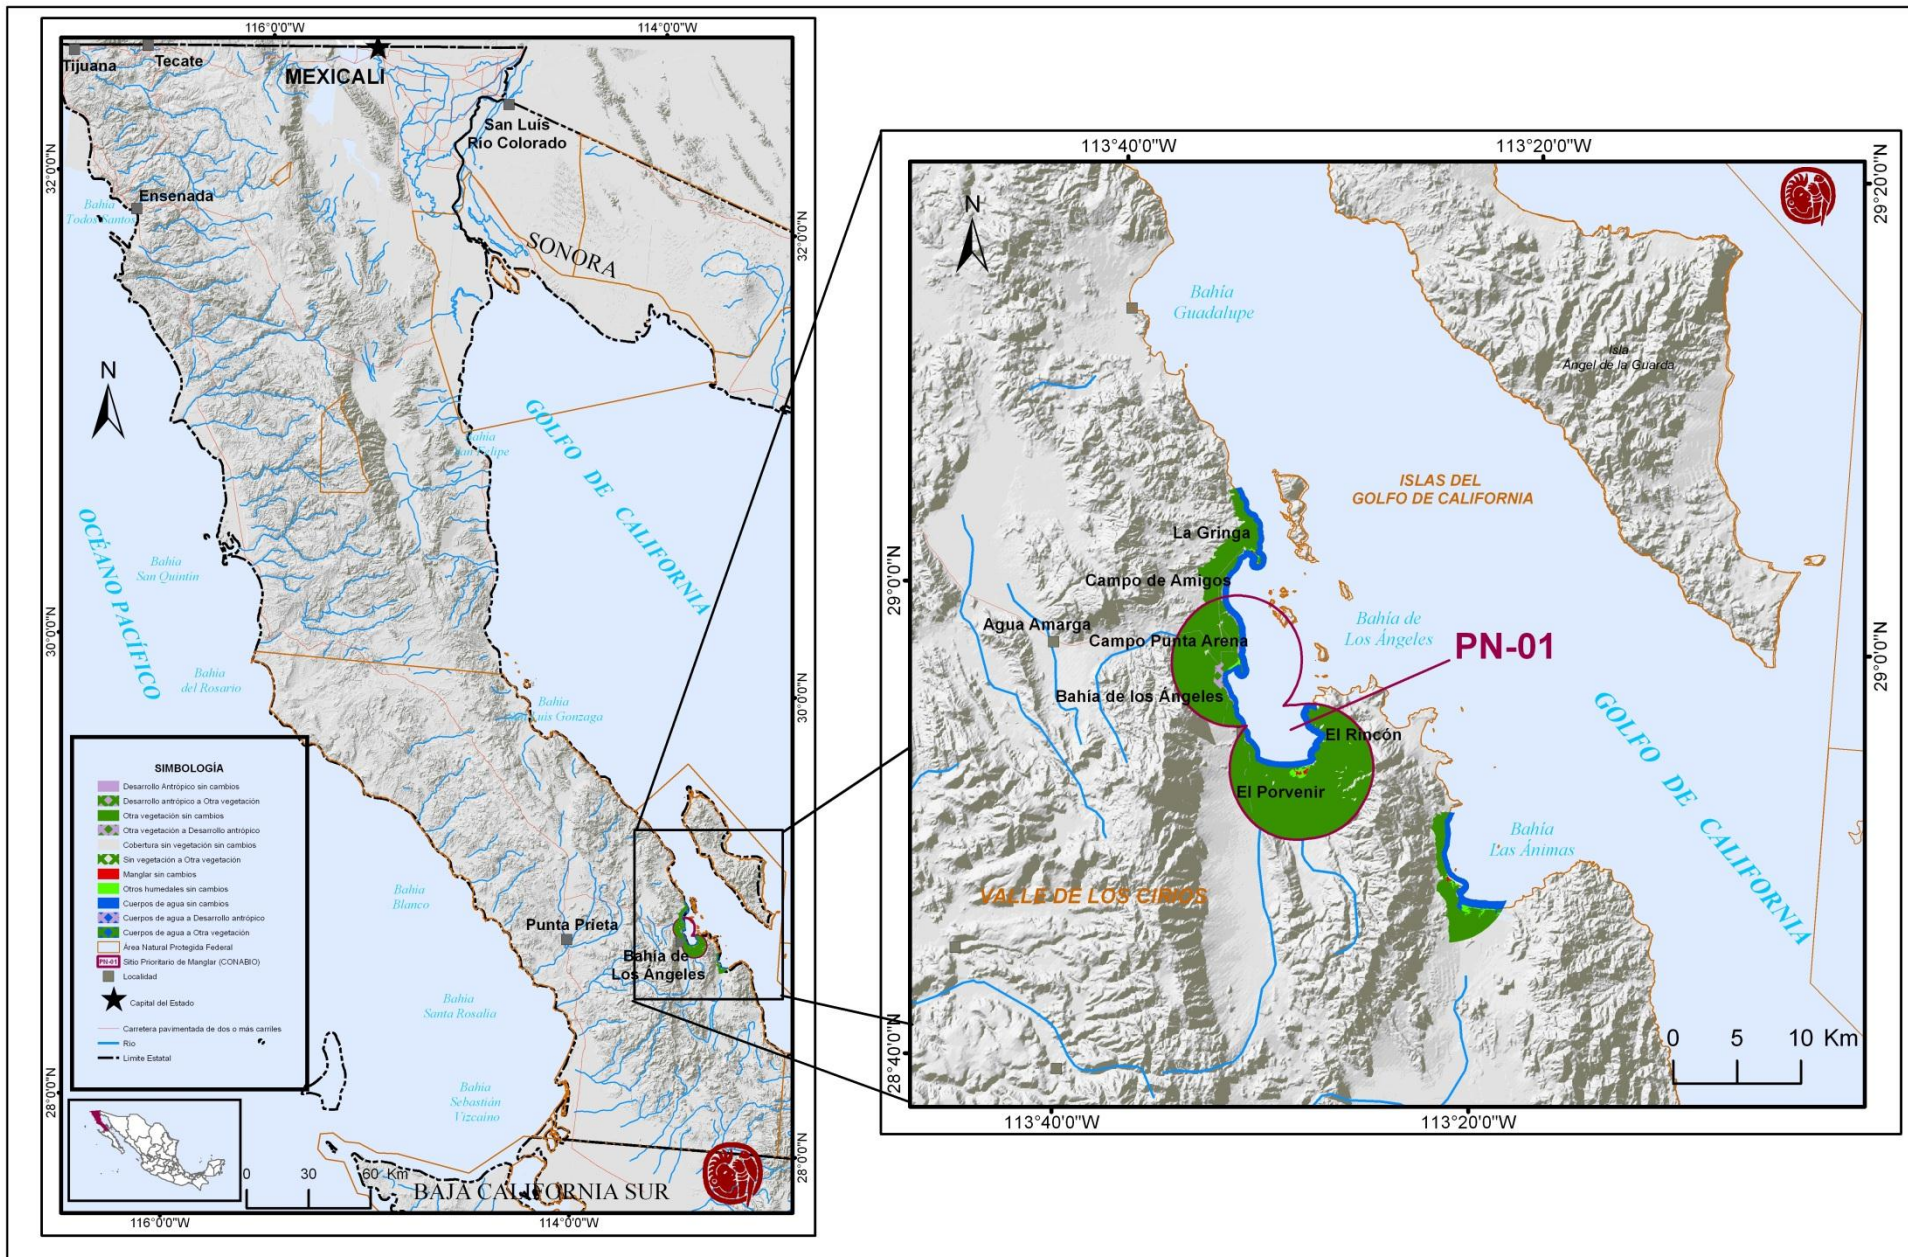 116°0'0"W
114°0'0"W
Tijuana
Tecate
MEXICALI
San Luis
Río Colorado
32°0'0"N
32°0'0"N
Ensenada
Bahía
Todos Santos
SONORA
N
GOLFO DE CALIFORNIA
Bahía
San Felipe
OCÉANO PACÍFICO
Bahía
San Quintín
30°0'0"N
30°0'0"N
Bahía
del Rosario
Bahía
San Luis Gonzaga
SIMBOLOGÍA
Desarrollo Antrópico sin cambios
Desarrollo antrópico a Otra vegetación
Otra vegetación sin cambios
Otra vegetación a Desarrollo antrópico
Cobertura sin vegetación sin cambios
Sin vegetación a Otra vegetación
Manglar sin cambios
Otros humedales sin cambios
Cuerpos de agua sin cambios
Cuerpos de agua a Desarrollo antrópico
Cuerpos de agua a Otra vegetación
Área Natural Protegida Federal
PN-01 Sitio Prioritario de Manglar (CONABIO)
Localidad
Capital del Estado
Carretera pavimentada de dos o más carriles
Río
Límite Estatal
Bahía
Blanco
Punta Prieta
Bahía de
Los Ángeles
Bahía
Santa Rosalia
Bahía
Sebastián
Vizcaíno
28°0'0"N
28°0'0"N
0 30 60 Km
BAJA CALIFORNIA SUR
116°0'0"W
114°0'0"W
113°40'0"W
113°20'0"W
29°20'0"N
N
Bahía
Guadalupe
Isla
Ángel de la Guarda
ISLAS DEL
GOLFO DE CALIFORNIA
La Gringa
Campo de Amigos
29°0'0"N
29°0'0"N
Agua Amarga
Campo Punta Arena
Bahía de
Los Ángeles
PN-01
Bahía de los Ángeles
El Rincón
El Porvenir
GOLFO DE CALIFORNIA
Bahía
Las Ánimas
VALLE DE LOS CIRIOS
28°40'0"N
0 5 10 Km
113°40'0"W
113°20'0"W